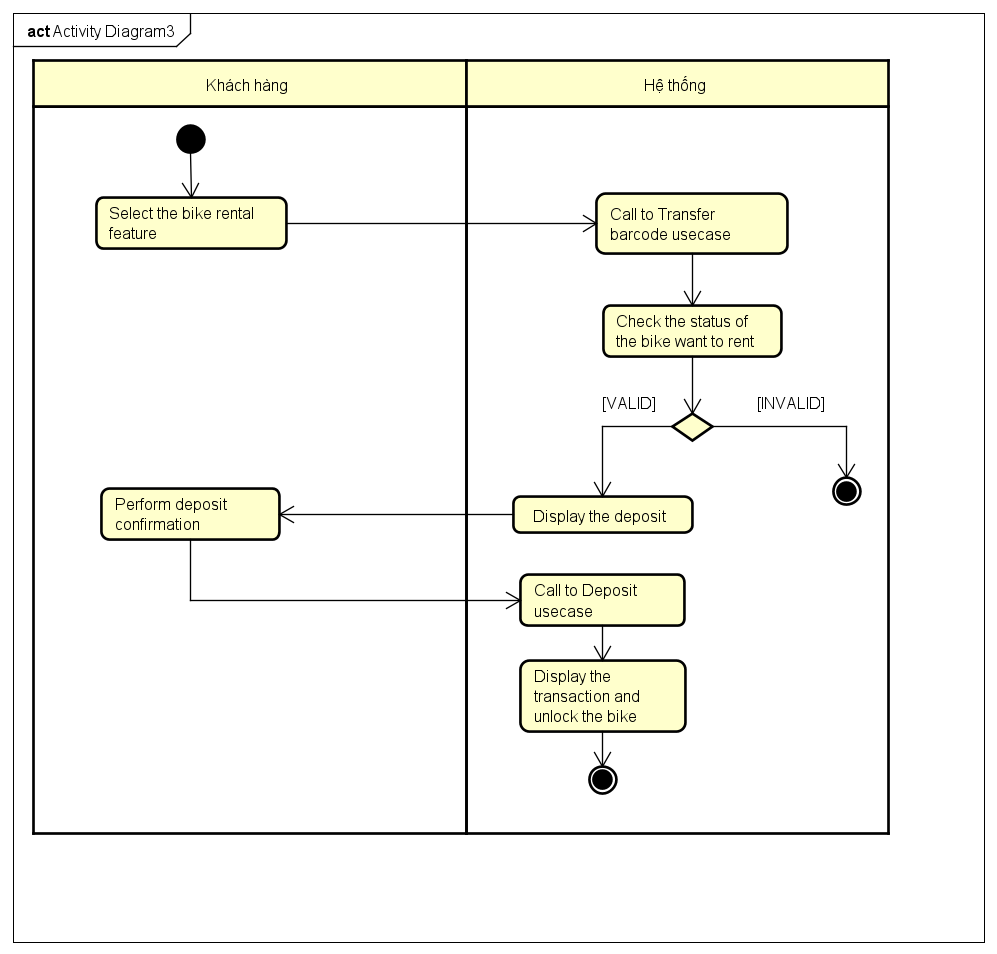 act Activity Diagram3
Khách hàng
Hệ thống
Select the bike rental
feature
Call to Transfer
barcode usecase
Check the status of
the bike want to rent
[VALID]
[INVALID]
Perform deposit
confirmation
Display the deposit
Call to Deposit
usecase
Display the
transaction and
unlock the bike